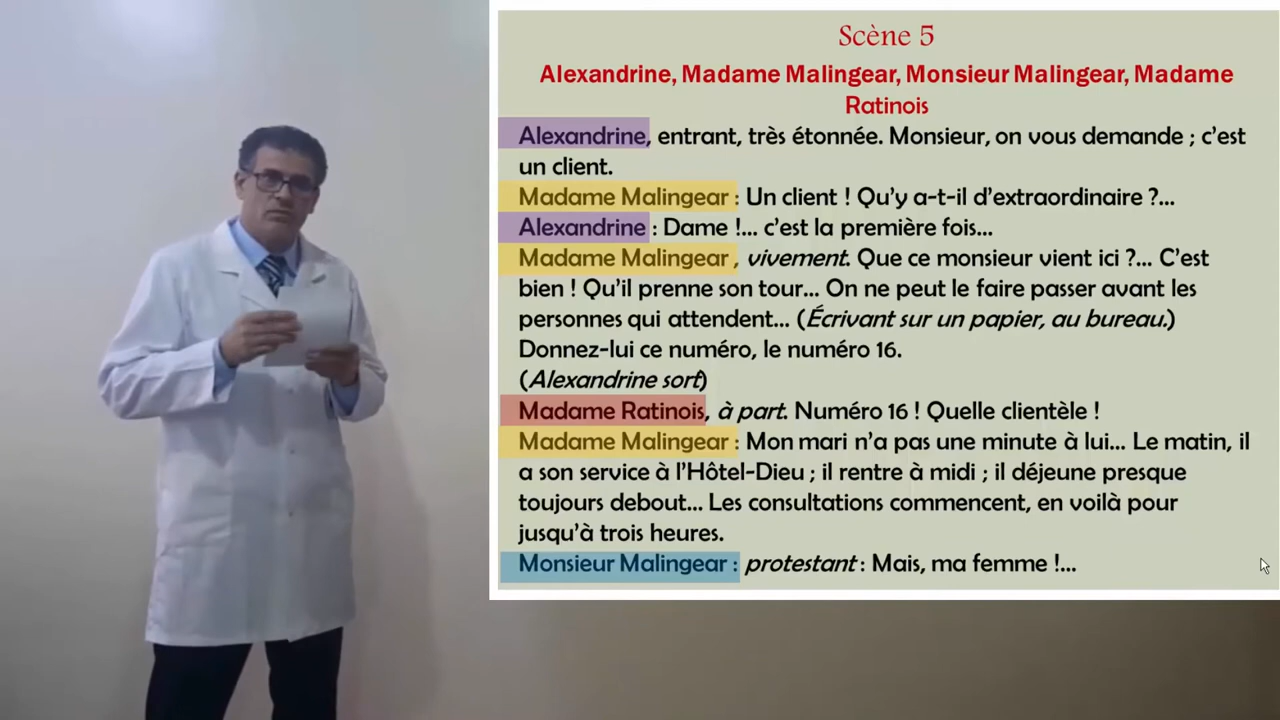 Scène 5
Alexandrine, Madame Malingear, Monsieur Malingear, Madame
Ratinois
Alexandrine, entrant, très étonnée. Monsieur, on vous demande ; c'est
un client.
Madame Malingear : Un client ! Qu'y a-t-il d'extraordinaire ?...
Alexandrine : Dame !... c'est la première fois...
Madame Malingear , vivement. Que ce monsieur vient ici ?... C'est
bien ! Qu'il prenne son tour... On ne peut le faire passer avant les
personnes qui attendent... (Écrivant sur un papier, au bureau.)
Donnez-lui ce numéro, le numéro 16.
(Alexandrine sort)
Madame Ratinois, à part. Numéro 16 ! Quelle clientèle !
Madame Malingear : Mon mari n'a pas une minute à lui... Le matin, il
a son service à l'Hôtel-Dieu ; il rentre à midi ; il déjeune presque
toujours debout... Les consultations commencent, en voilà pour
jusqu'à trois heures.
Monsieur Malingear : protestant : Mais, ma femme !...